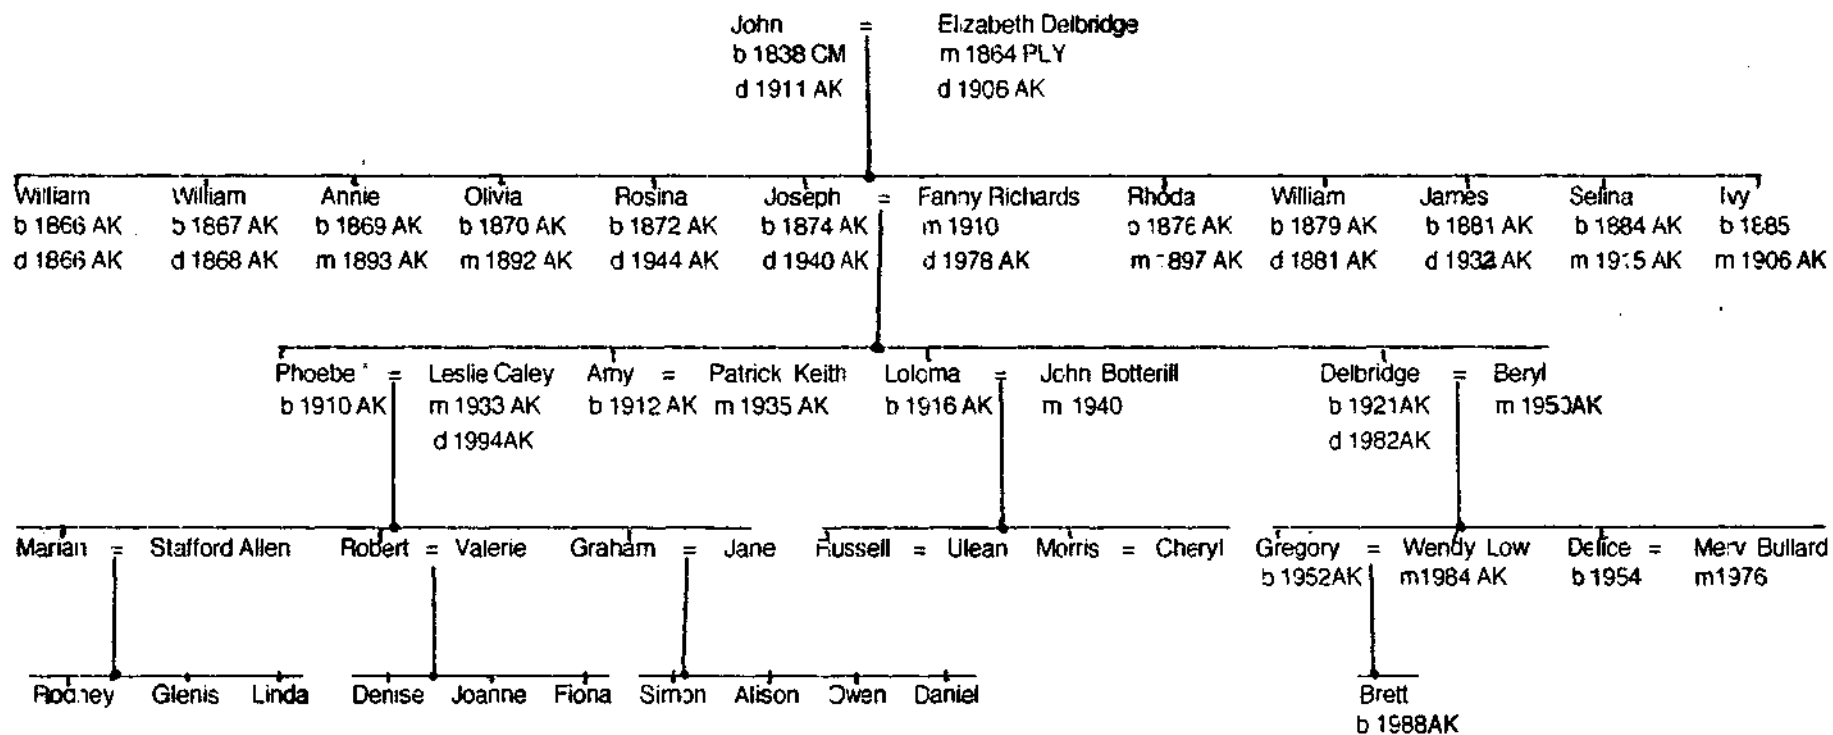 John = Elizabeth Delbridge
b 1838 CM m 1864 PLY
d 1911 AK d 1906 AK
William William Annie Olivia Rosina Joseph = Fanny Richards Rhoda William James Selina Ivy
b 1866 AK b 1867 AK b 1869 AK b 1870 AK b 1872 AK b 1874 AK m 1910 b 1876 AK b 1879 AK b 1881 AK b 1884 AK b 1885
d 1866 AK d 1868 AK m 1893 AK m 1892 AK d 1944 AK d 1940 AK d 1978 AK m 1897 AK d 1881 AK d AK m 1915 AK m 1906 AK
Phoebe = Leslie Caley Amy = Patrick Keith Loloma = John Botterill Delbridge = Beryl
b 1910 AK m 1933 AK b 1912 AK m 1935 AK b 1916 AK m 1940 b 1921AK m 1950AK
d 1994AK d 1982AK
Marian = Stafford Allen Robert = Valerie Graham = Jane Russell = Ulean Morris = Cheryl Gregory = Wendy Low Delice = Merv Bullard
b 1952AK m1984 AK b 1954 m1976
Rodney Glenis Linda Denise Joanne Fiona Simon Alison Owen Daniel Brett
b 1988AK